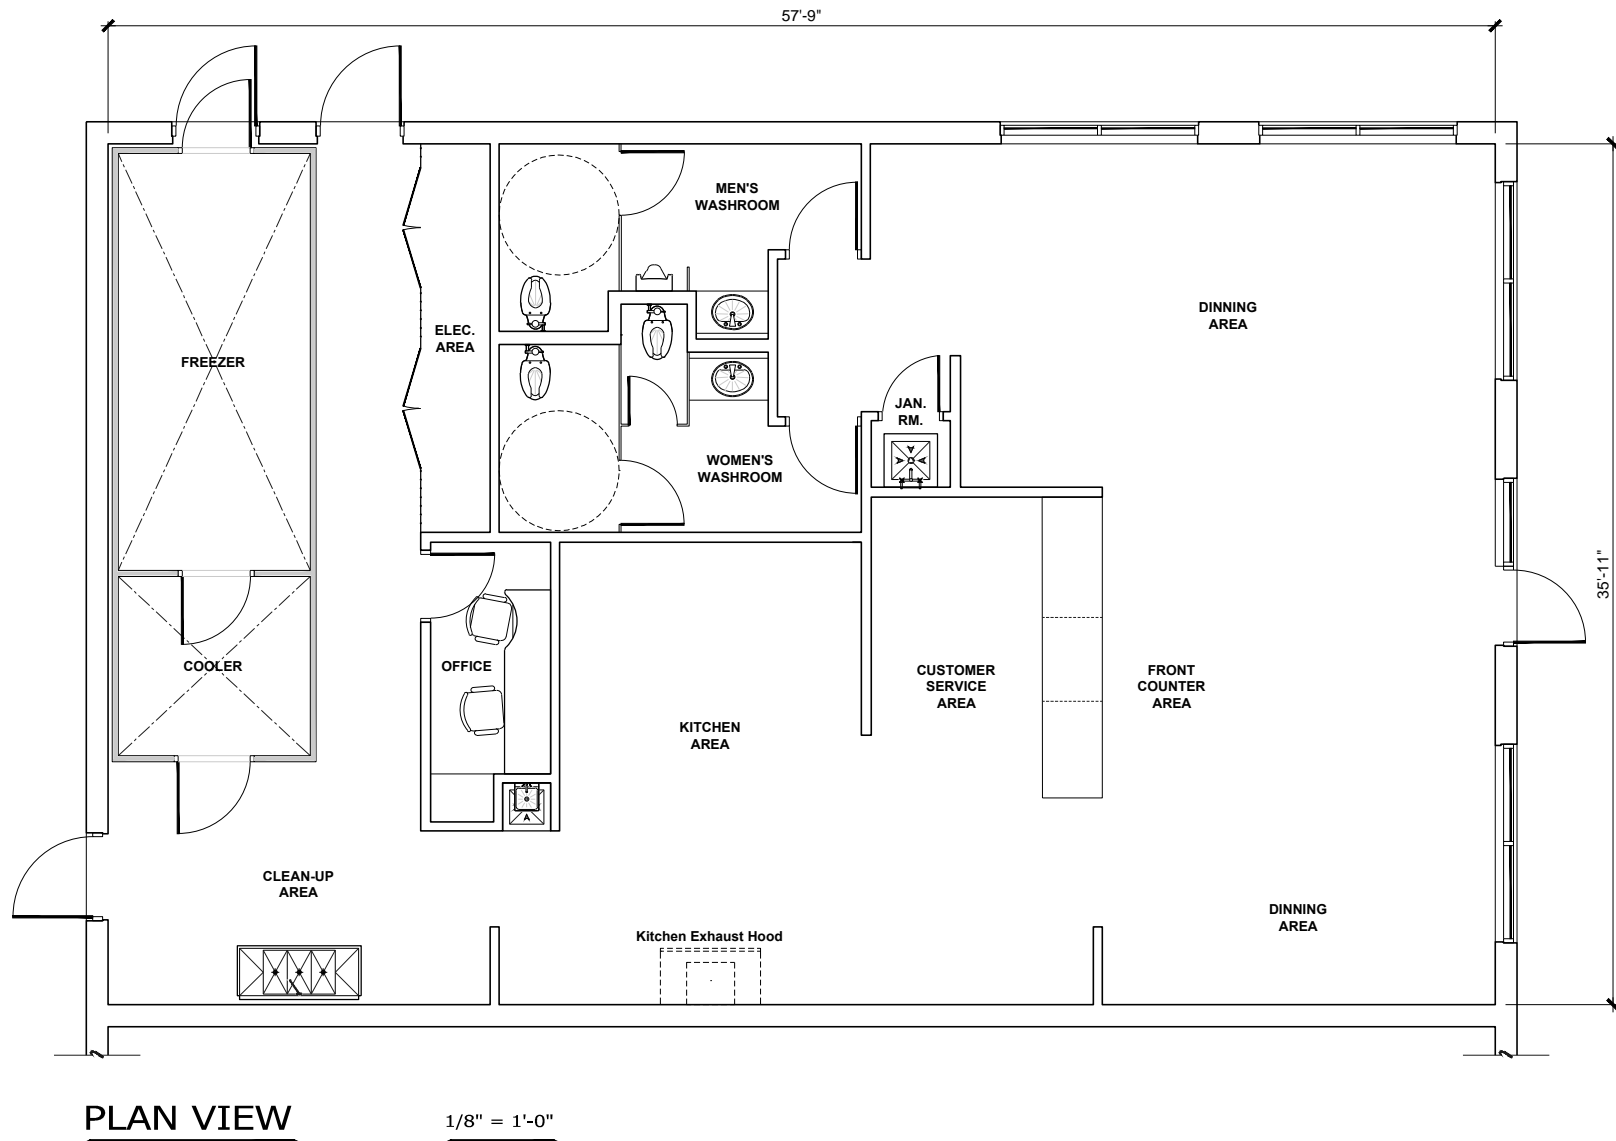 57'-9"
MEN'S
WASHROOM
DINNING
AREA
ELEC.
AREA
FREEZER
JAN.
RM.
WOMEN'S
WASHROOM
35'-11"
COOLER
OFFICE
CUSTOMER
SERVICE
AREA
FRONT
COUNTER
AREA
KITCHEN
AREA
CLEAN-UP
AREA
DINNING
AREA
Kitchen Exhaust Hood
PLAN VIEW
1/8" = 1'-0"